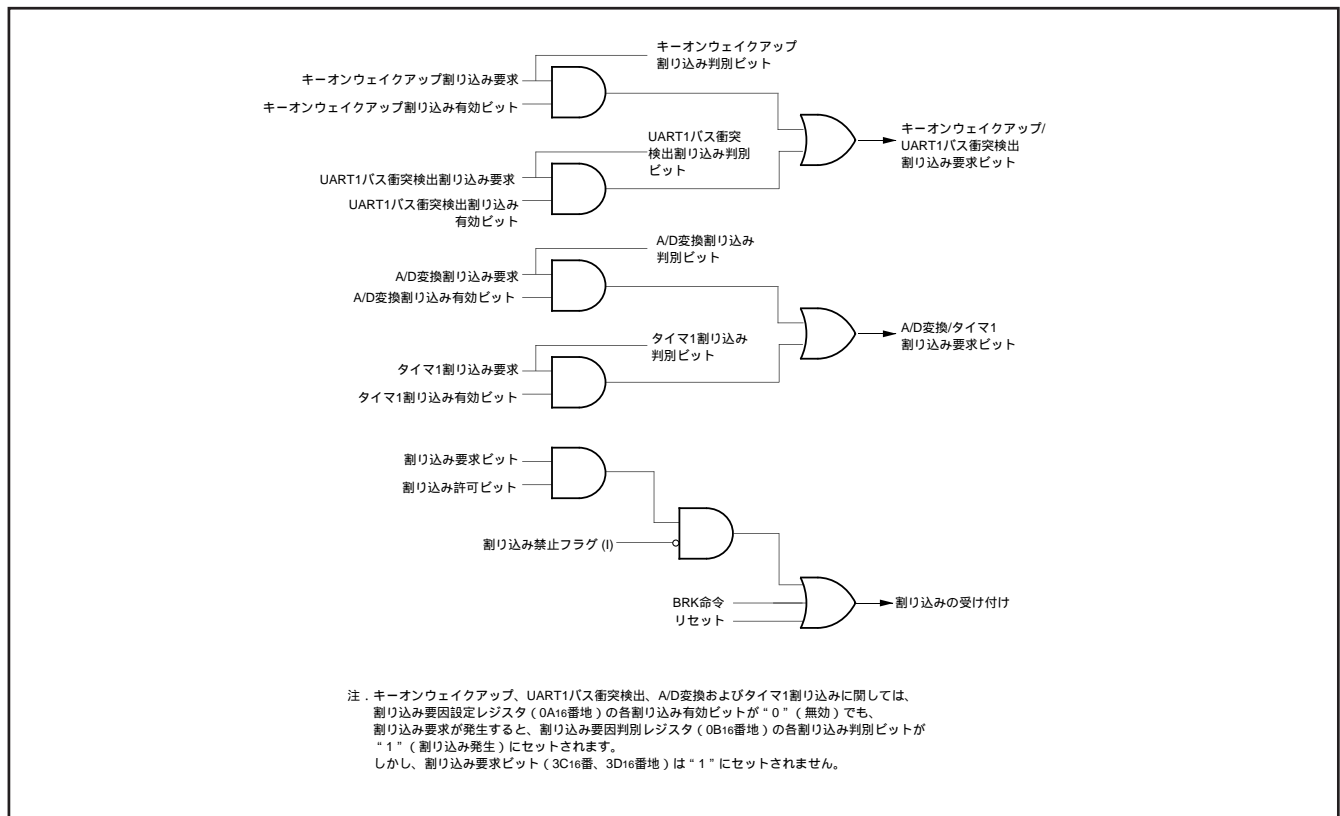 キーオンウェイクアップ
割り込み判別ビット
キーオンウェイクアップ割り込み要求
キーオンウェイクアップ割り込み有効ビット
キーオンウェイクアップ/
UART1バス衝突検出
割り込み要求ビット
UART1バス衝突
検出割り込み判別
ビット
UART1バス衝突検出割り込み要求
UART1バス衝突検出割り込み
有効ビット
A/D変換割り込み
判別ビット
A/D変換割り込み要求
A/D変換割り込み有効ビット
A/D変換/タイマ1
割り込み要求ビット
タイマ1割り込み
判別ビット
タイマ1割り込み要求
タイマ1割り込み有効ビット
割り込み要求ビット
割り込み許可ビット
割り込み禁止フラグ (I)
BRK命令
リセット
割り込みの受け付け
注．キーオンウェイクアップ、UART1バス衝突検出、A/D変換およびタイマ1割り込みに関しては、
割り込み要因設定レジスタ（0A16番地）の各割り込み有効ビットが“0”（無効）でも、
割り込み要求が発生すると、割り込み要因判別レジスタ（0B16番地）の各割り込み判別ビットが
“1”（割り込み発生）にセットされます。
しかし、割り込み要求ビット（3C16番、3D16番地）は“1”にセットされません。